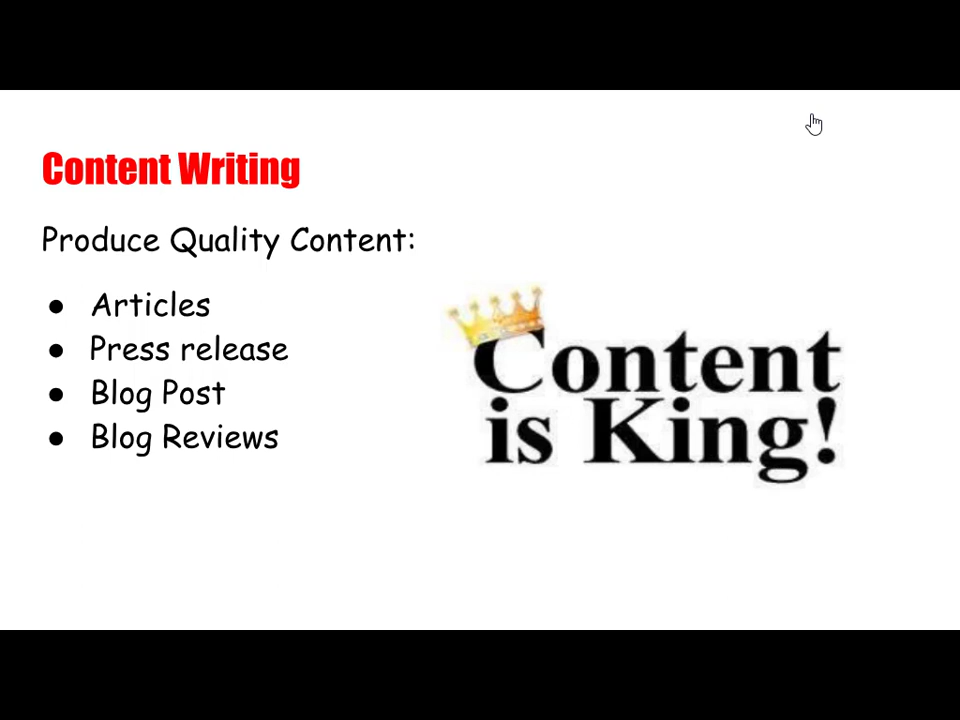 Content Writing
Produce Quality Content:
● Articles
● Press release
● Blog Post
● Blog Reviews
Content
is King!